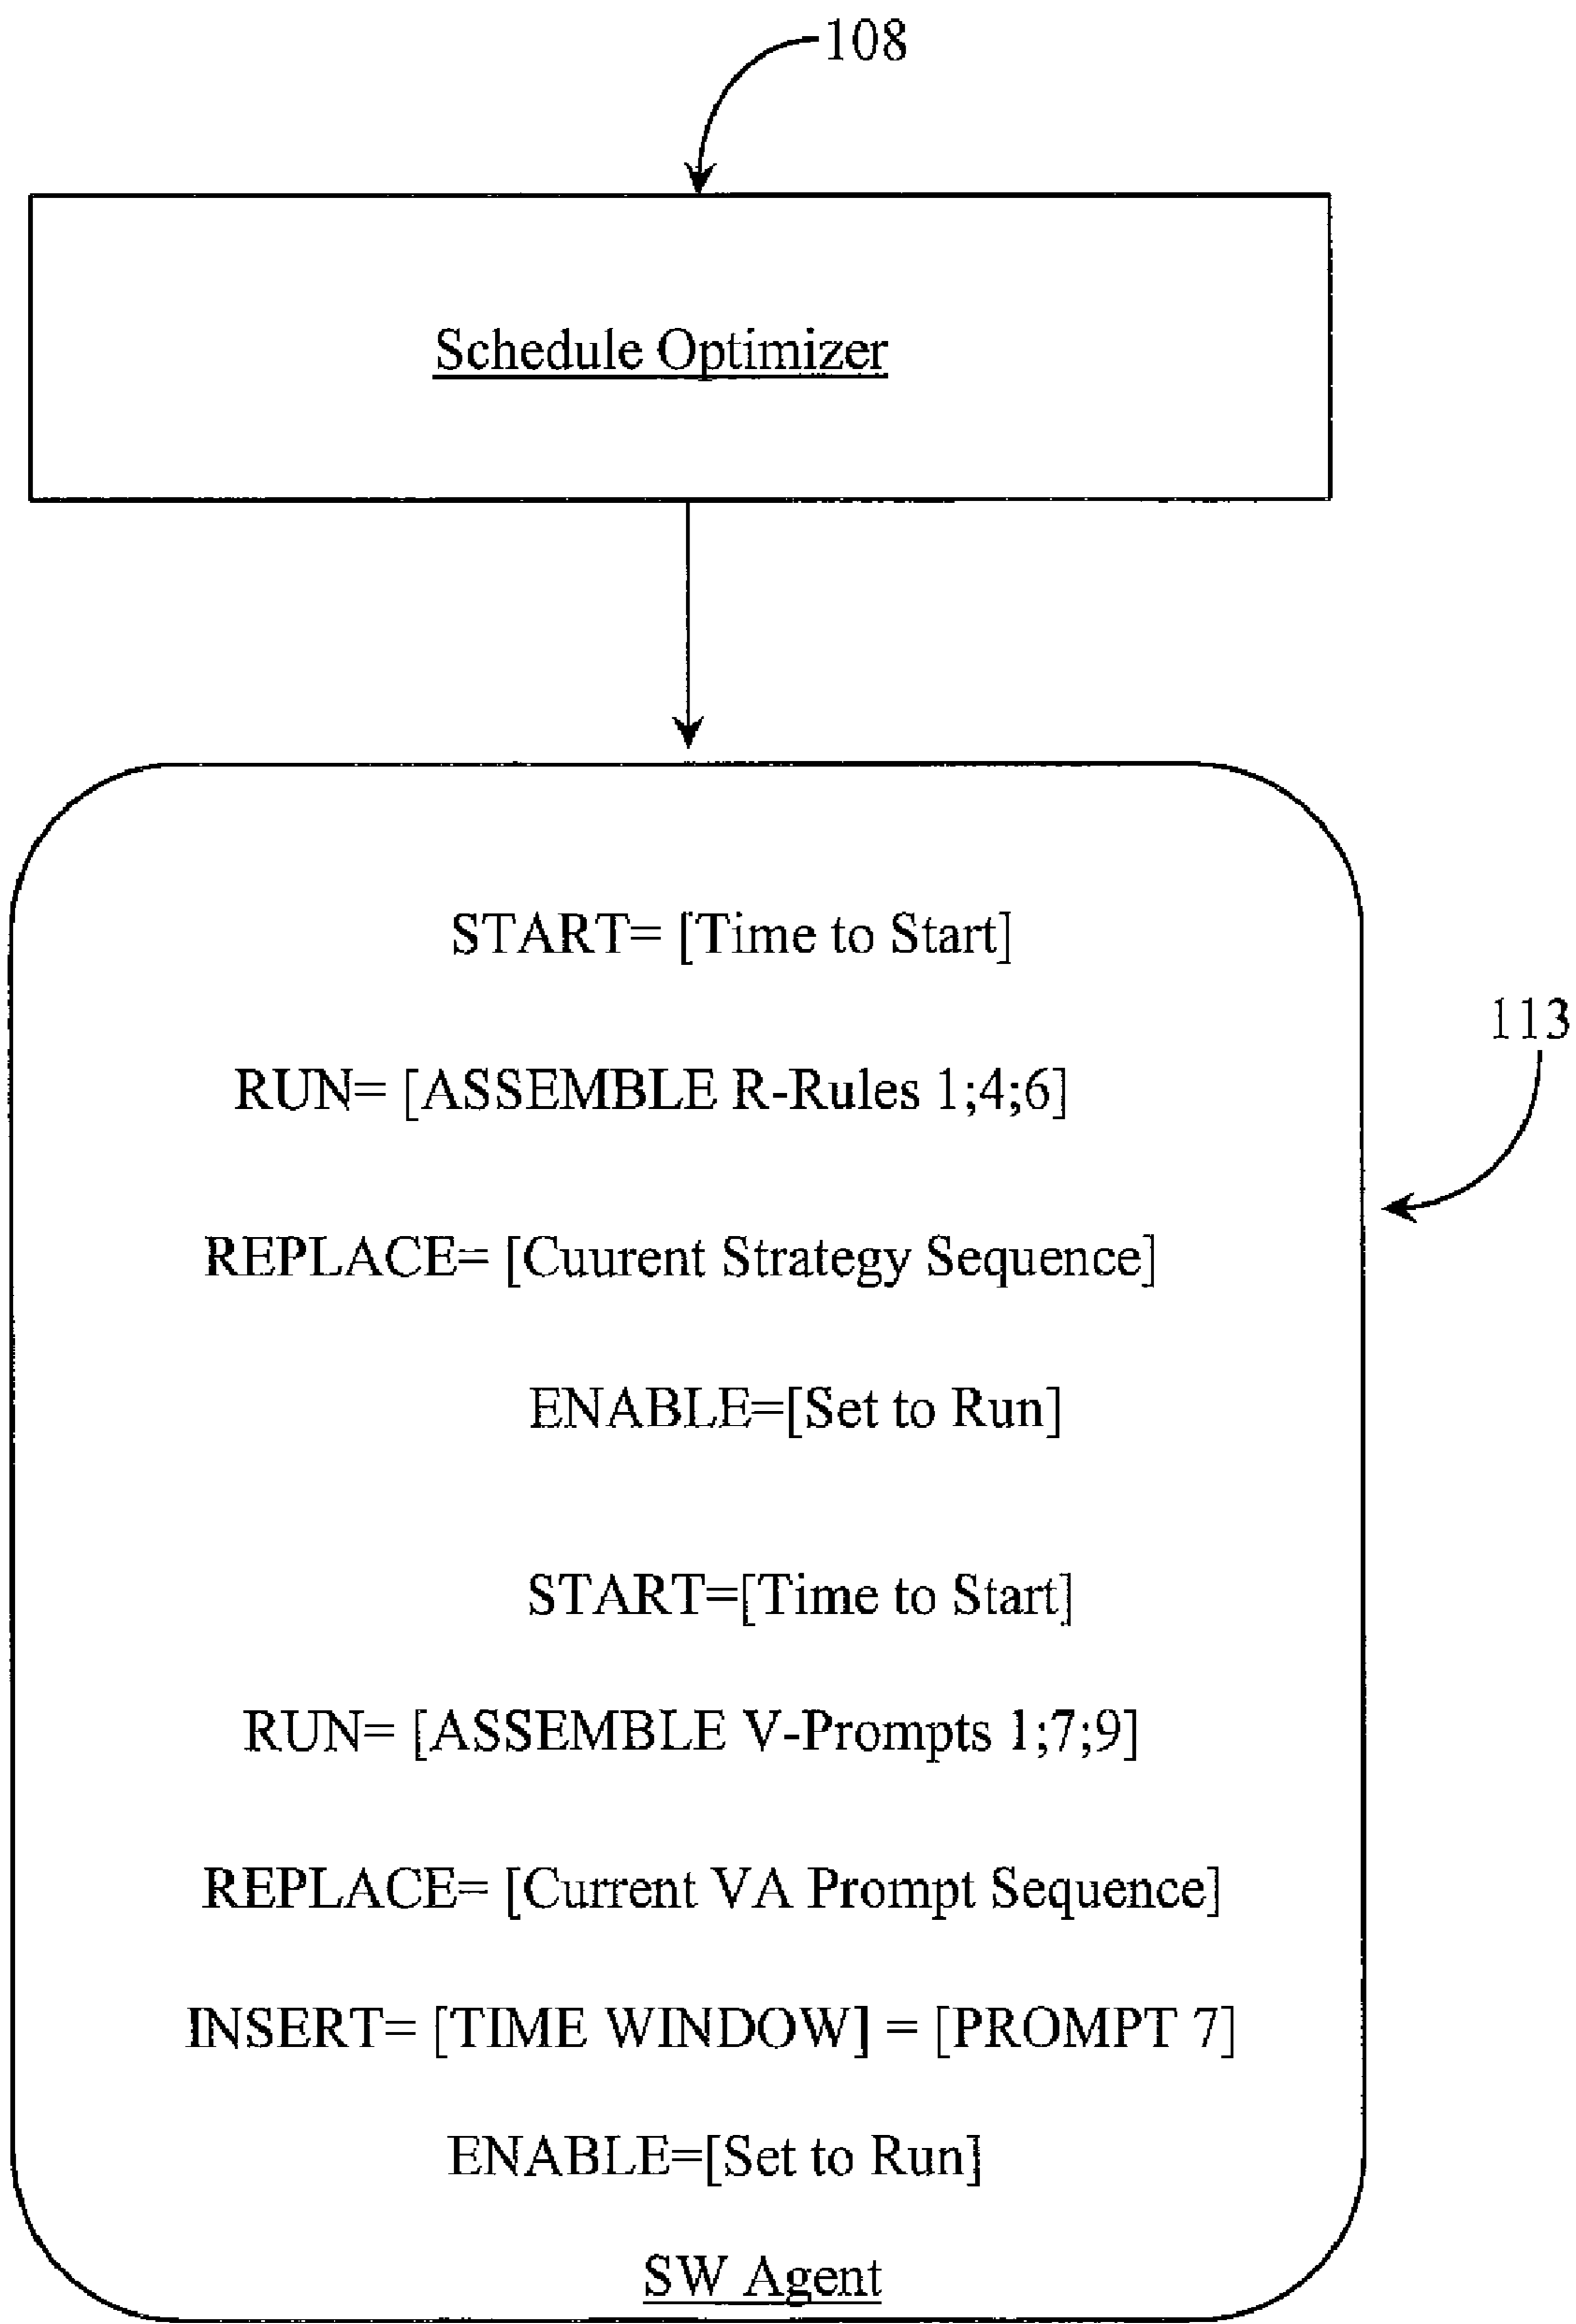 108
Schedule Optimizer
START= [Time to Start]
113
RUN= [ASSEMBLE R-Rules 1;4;6]
REPLACE= [Cuurent Strategy Sequence]
ENABLE=[Set to Run]
START=[Time to Start]
RUN= [ASSEMBLE V-Prompts 1;7;9]
REPLACE= [Current VA Prompt Sequence]
INSERT= [TIME WINDOW] = [PROMPT 7]
ENABLE=[Set to Run]
SW Agent